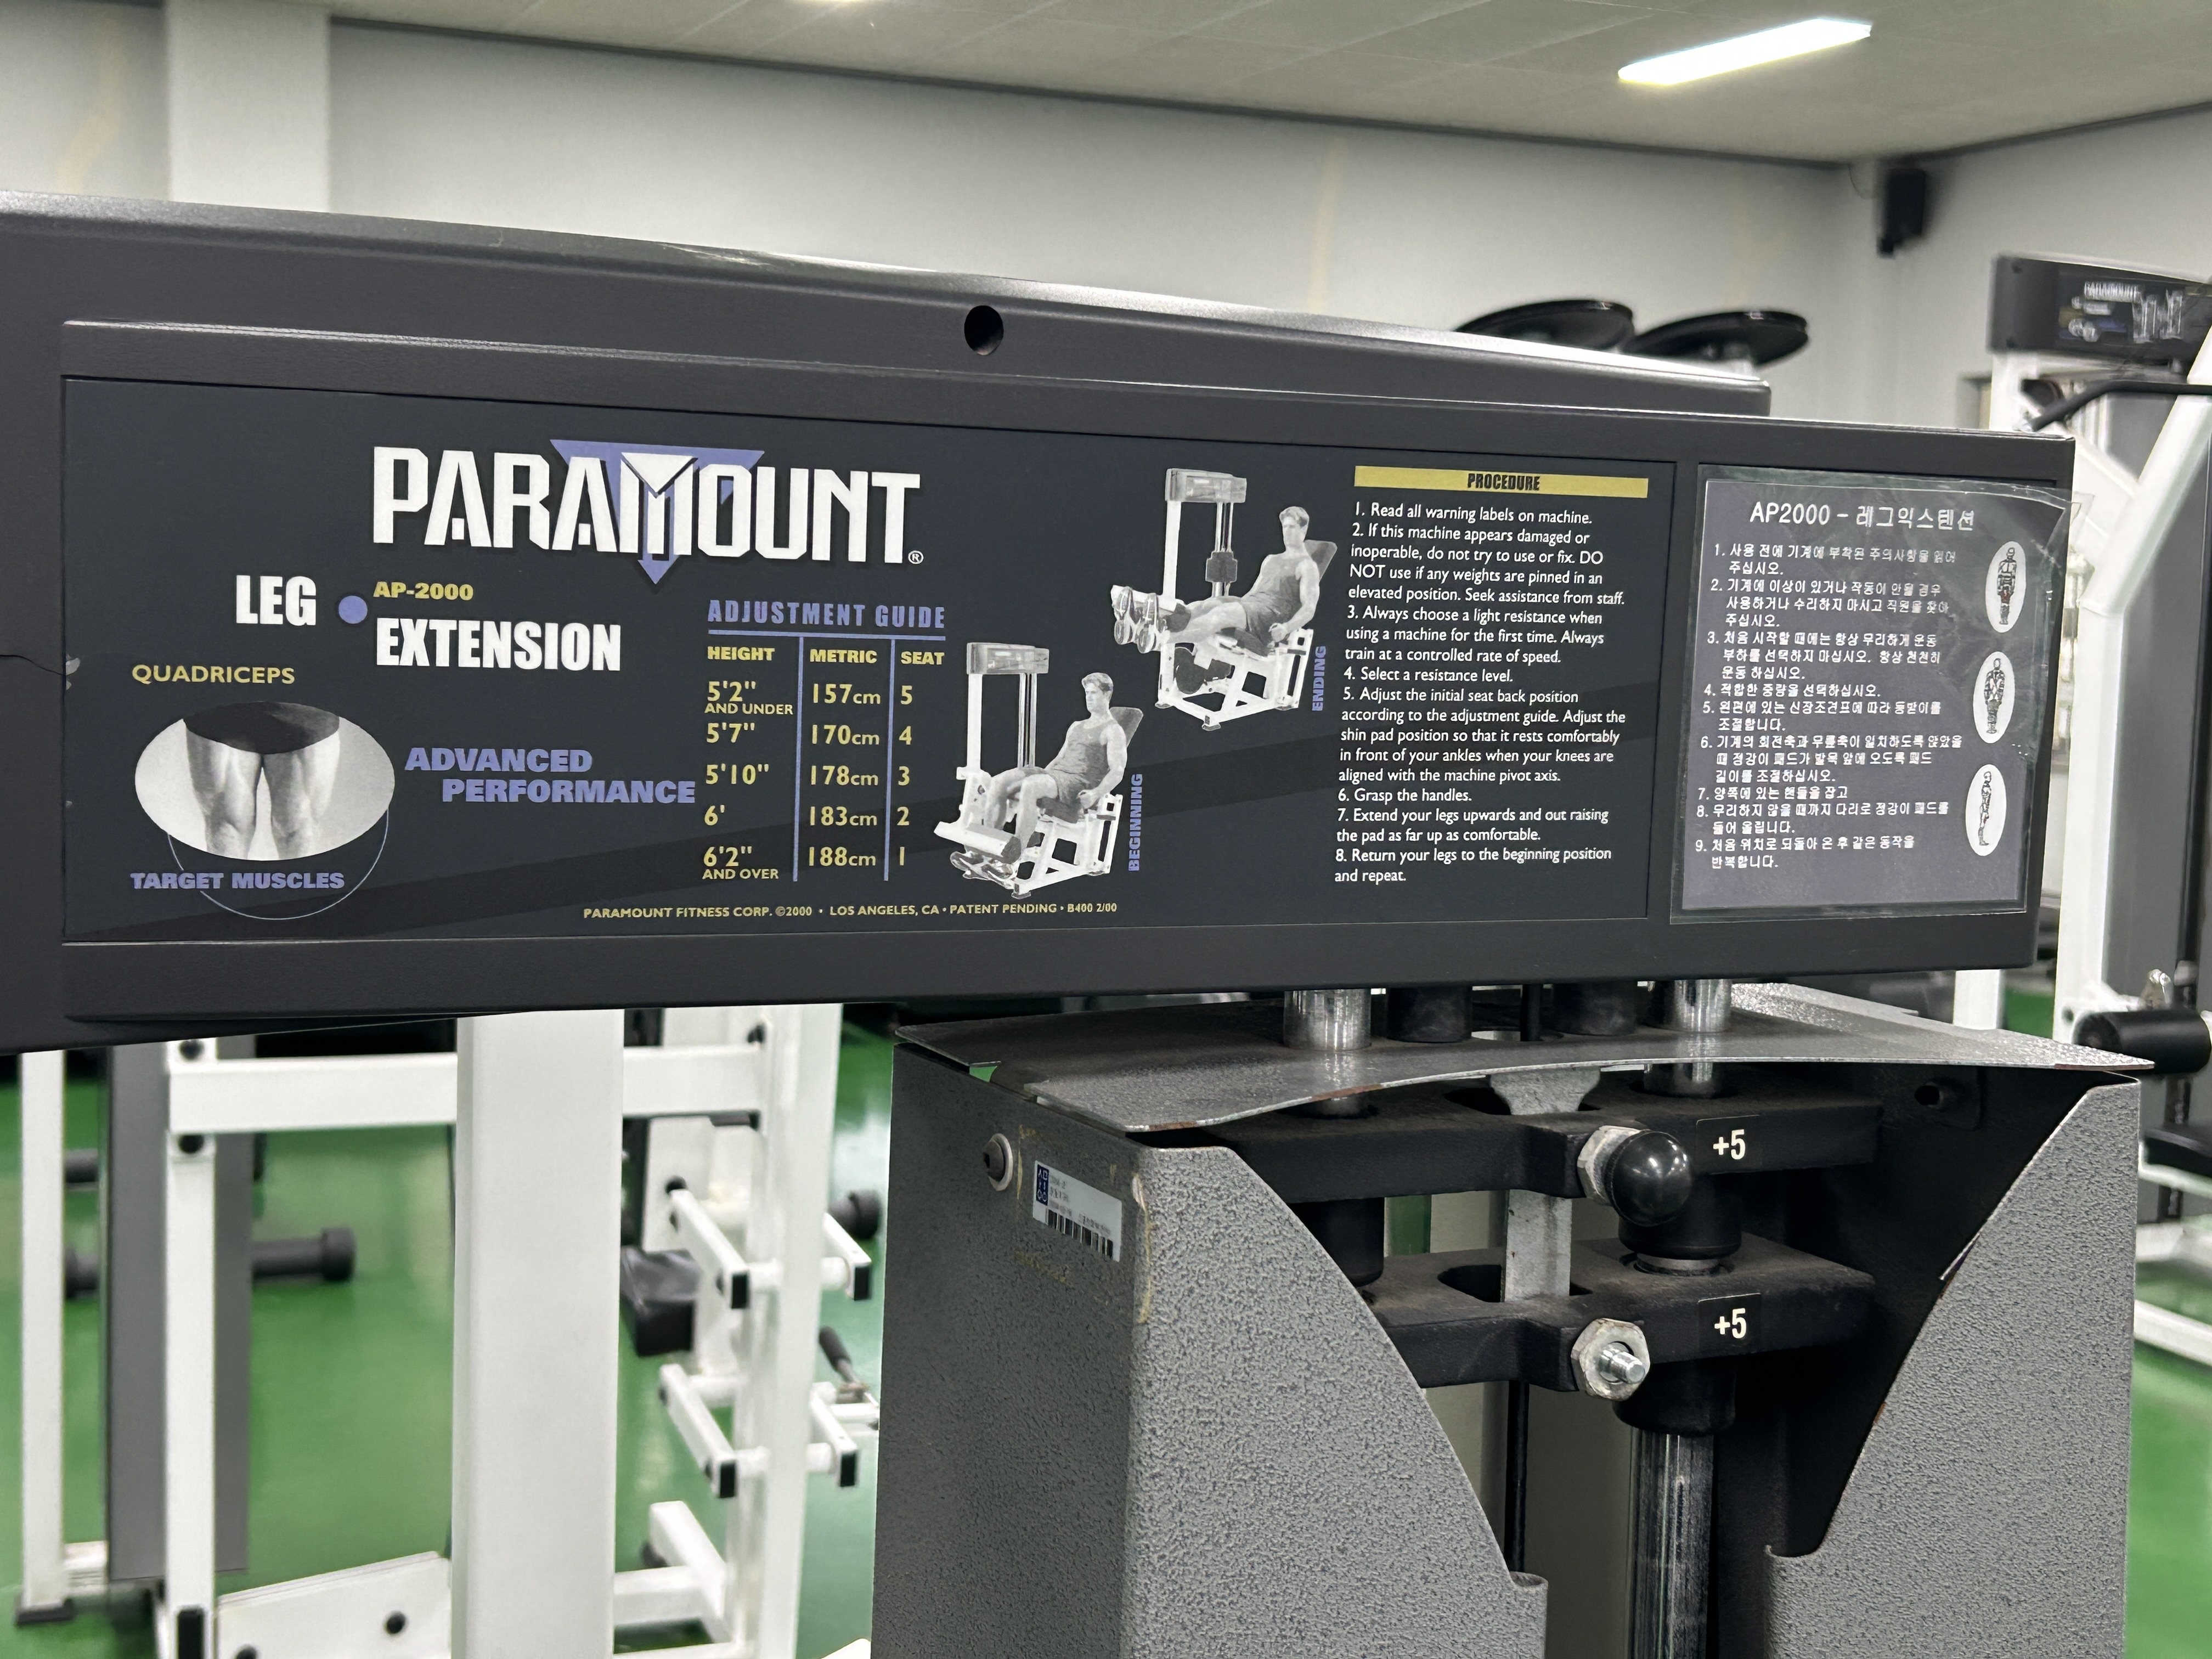 PARAMOUNT®
LEG
AP-2000
EXTENSION
QUADRICEPS
ADVANCED
PERFORMANCE
TARGET MUSCLES
ADJUSTMENT GUIDE
HEIGHT METRIC SEAT
5'2" AND UNDER 157cm 5
5'7" 170cm 4
5'10" 178cm 3
6' 183cm 2
6'2" AND OVER 188cm 1
PARAMOUNT FITNESS CORP. ©2000 • LOS ANGELES, CA • PATENT PENDING • B400 2/00
BEGINNING
ENDING
PROCEDURE
1. Read all warning labels on machine.
2. If this machine appears damaged or
inoperable, do not try to use or fix. DO
NOT use if any weights are pinned in an
elevated position. Seek assistance from staff.
3. Always choose a light resistance when
using a machine for the first time. Always
train at a controlled rate of speed.
4. Select a resistance level.
5. Adjust the initial seat back position
according to the adjustment guide. Adjust the
shin pad position so that it rests comfortably
in front of your ankles when your knees are
aligned with the machine pivot axis.
6. Grasp the handles.
7. Extend your legs upwards and out raising
the pad as far up as comfortable.
8. Return your legs to the beginning position
and repeat.
AP2000 - 레그익스텐션
1. 사용 전에 기계에 부착된 주의사항을 읽어
주십시오.
2. 기계에 이상이 있거나 작동이 안될 경우
사용하거나 수리하지 마시고 직원을 찾아
주십시오.
3. 처음 시작할 때에는 항상 무리하게 운동
부하를 선택하지 마십시오. 항상 천천히
운동 하십시오.
4. 적합한 중량을 선택하십시오.
5. 왼편에 있는 신장조견표에 따라 등받이를
조절합니다.
6. 기계의 회전축과 무릎축이 일치하도록 앉았을
때 정강이 패드가 발목 앞에 오도록 패드
길이를 조절하십시오.
7. 양쪽에 있는 핸들을 잡고
8. 무리하지 않을 때까지 다리로 정강이 패드를
들어 올립니다.
9. 처음 위치로 되돌아 온 후 같은 동작을
반복합니다.
PARAMOUNT
+5
+5